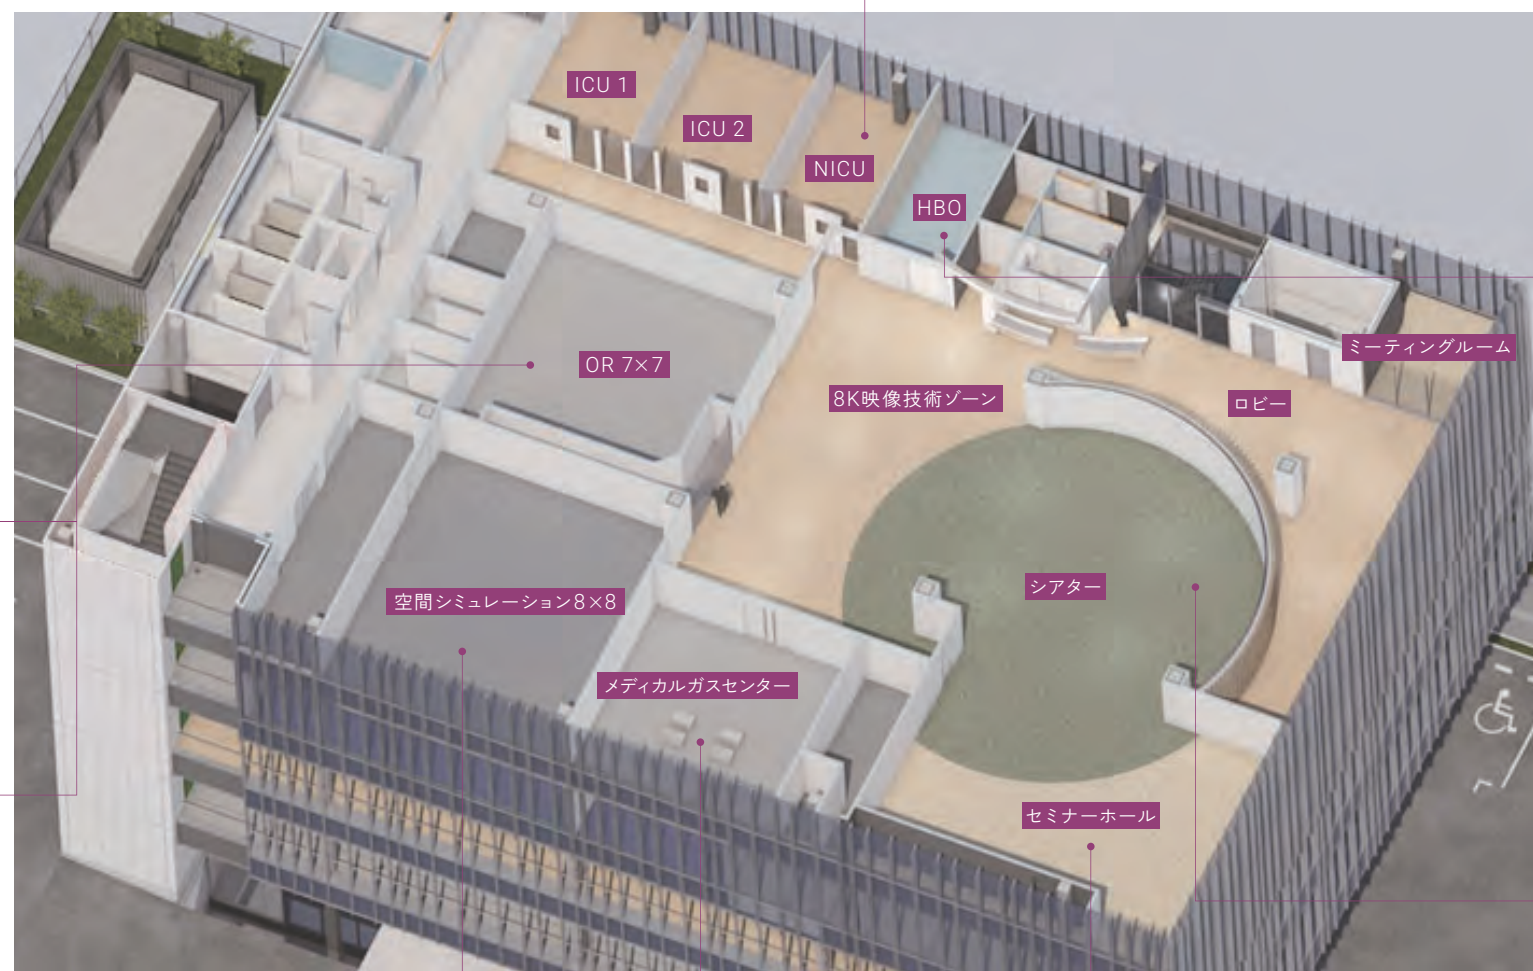 ICU 1
ICU 2
NICU
HBO
ミーティングルーム
OR 7×7
8K映像技術ゾーン
ロビー
シアター
空間シミュレーション8×8
メディカルガスセンター
セミナーホール